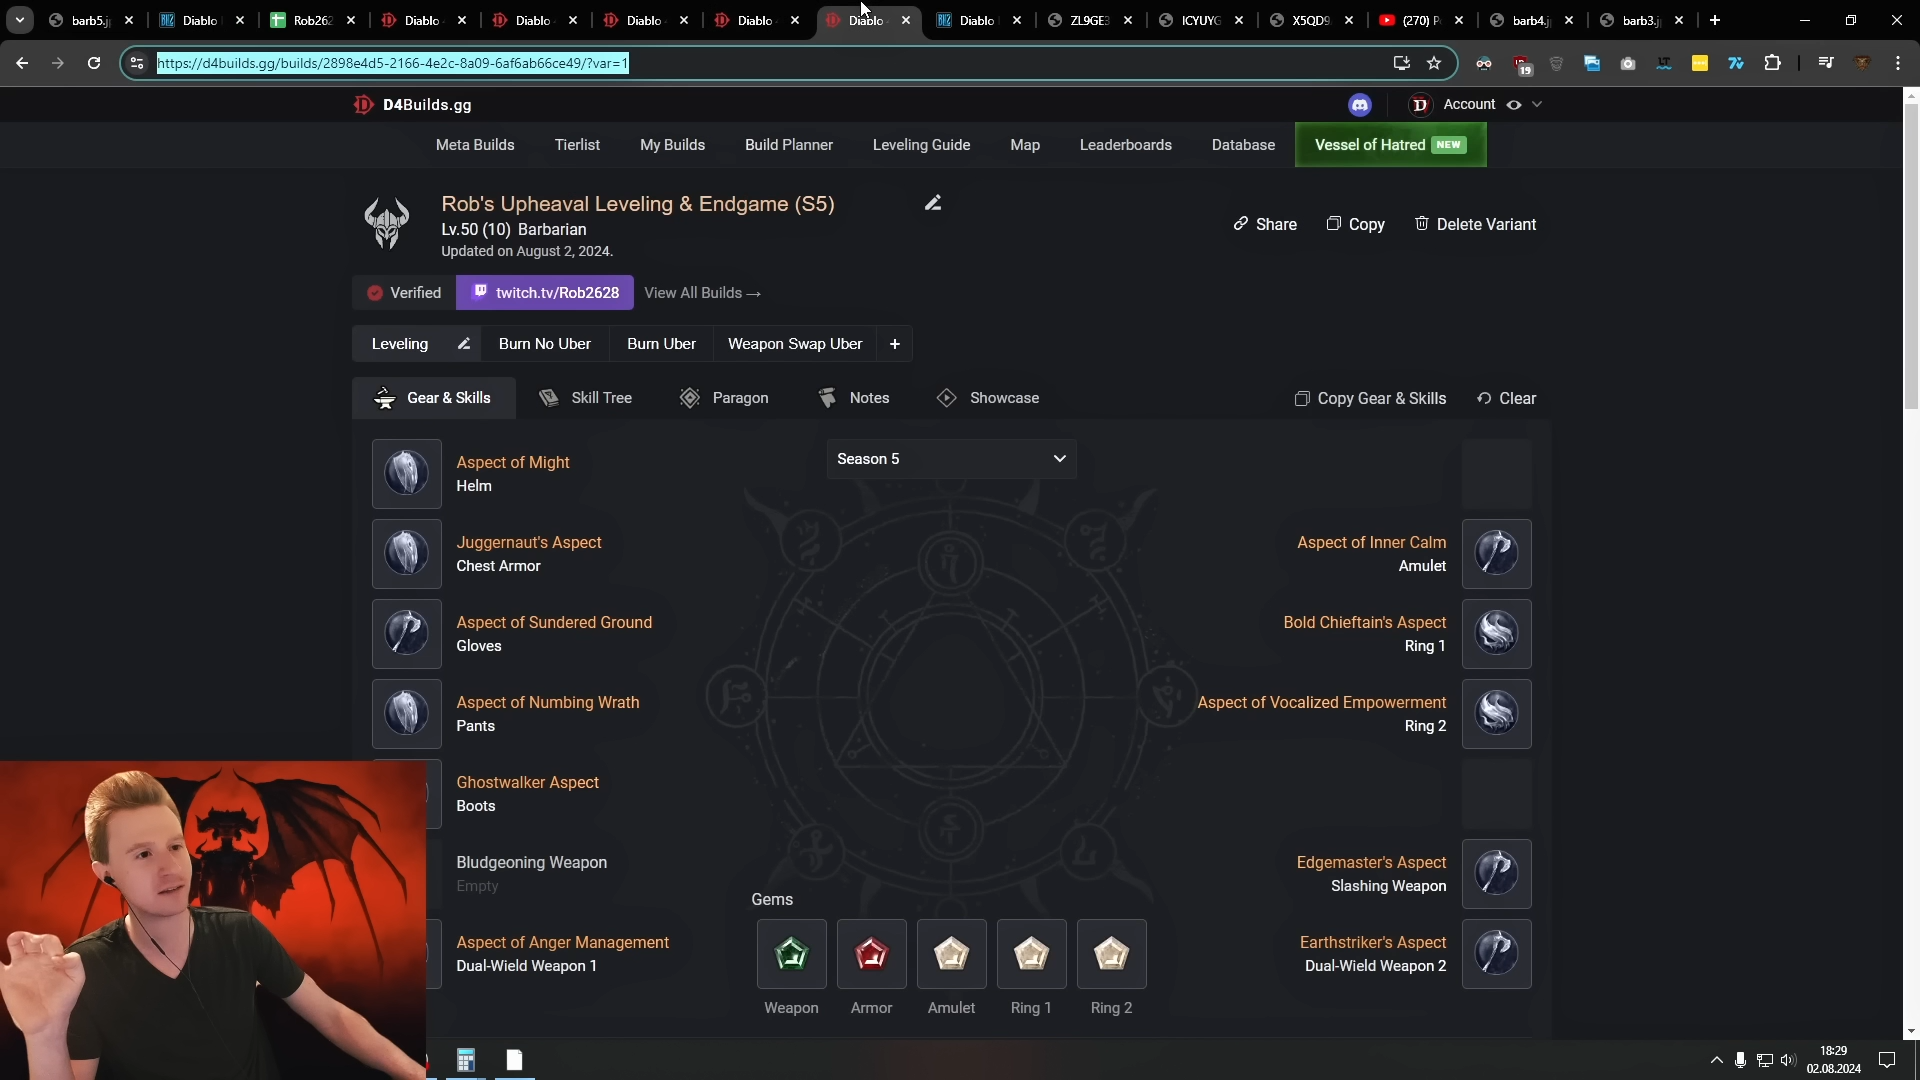 barb5.j
Diablo
Rob262
Diablo
Diablo
Diablo
Diablo
Diablo
Diablo
ZL9GE3
ICYUYG
X5QD9
(270) P
barb4.j
barb3.j
https://d4builds.gg/builds/2898e4d5-2166-4e2c-8a09-6af6ab66ce49/?var=1
19
D4Builds.gg
Account
Meta Builds
Tierlist
My Builds
Build Planner
Leveling Guide
Map
Leaderboards
Database
Vessel of Hatred NEW
Rob's Upheaval Leveling & Endgame (S5)
Lv.50 (10) Barbarian
Updated on August 2, 2024.
Share
Copy
Delete Variant
Verified
twitch.tv/Rob2628
View All Builds →
Leveling
Burn No Uber
Burn Uber
Weapon Swap Uber
+
Gear & Skills
Skill Tree
Paragon
Notes
Showcase
Copy Gear & Skills
Clear
Season 5
Aspect of Might
Helm
Juggernaut's Aspect
Chest Armor
Aspect of Inner Calm
Amulet
Aspect of Sundered Ground
Gloves
Bold Chieftain's Aspect
Ring 1
Aspect of Numbing Wrath
Pants
Aspect of Vocalized Empowerment
Ring 2
Ghostwalker Aspect
Boots
Bludgeoning Weapon
Empty
Edgemaster's Aspect
Slashing Weapon
Aspect of Anger Management
Dual-Wield Weapon 1
Earthstriker's Aspect
Dual-Wield Weapon 2
Gems
Weapon
Armor
Amulet
Ring 1
Ring 2
18:29
02.08.2024